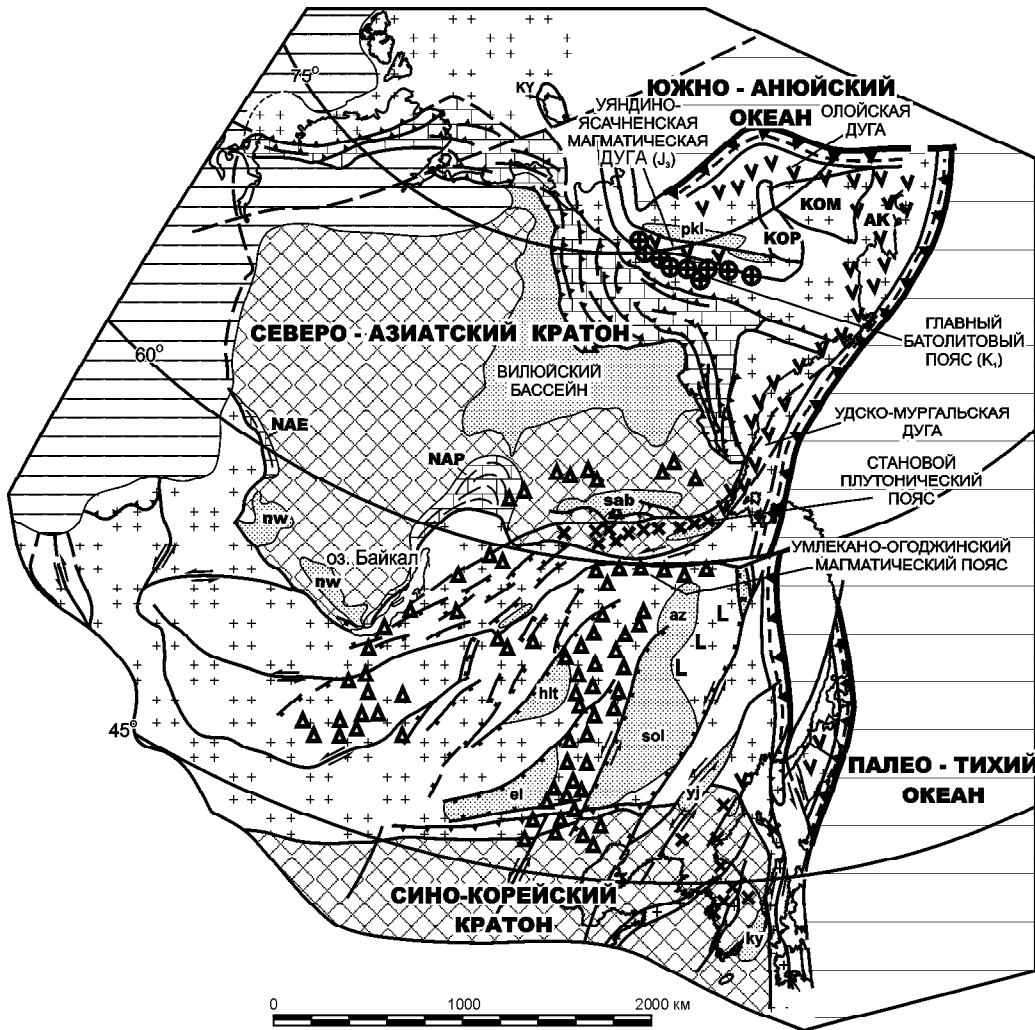 75°
KY
ЮЖНО - АНЮЙСКИЙ
ОКЕАН
УЯНДИНО-
ЯСАЧНЕНСКАЯ
МАГМАТИЧЕСКАЯ
ДУГА (J₃)
ОЛОЙСКАЯ
ДУГА
КОМ
АК
pkl
КОР
СЕВЕРО - АЗИАТСКИЙ КРАТОН
ГЛАВНЫЙ
БАТОЛИТОВЫЙ
ПОЯС (К₁)
60°
ВИЛЮЙСКИЙ
БАССЕЙН
УДСКО-МУРГАЛЬСКАЯ
ДУГА
NAE
NAP
СТАНОВОЙ
ПЛУТОНИЧЕСКИЙ
ПОЯС
sab
nw
оз. Байкал
УМЛЕКАНО-ОГОДЖИНСКИЙ
МАГМАТИЧЕСКИЙ ПОЯС
nw
az
L
L
L
hlt
45°
sol
ПАЛЕО - ТИХИЙ
ОКЕАН
el
yj
СИНО-КОРЕЙСКИЙ
КРАТОН
ky
0 1000 2000 км